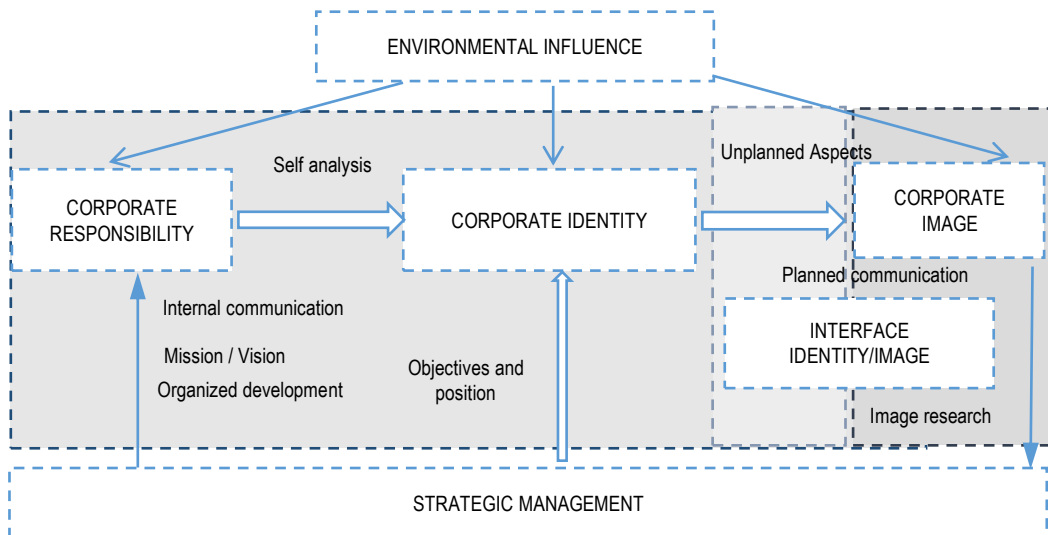 ENVIRONMENTAL INFLUENCE
Self analysis
Unplanned Aspects
CORPORATE
RESPONSIBILITY
CORPORATE IDENTITY
CORPORATE
IMAGE
Planned communication
Internal communication
Mission / Vision
Organized development
Objectives and
position
INTERFACE
IDENTITY/IMAGE
Image research
STRATEGIC MANAGEMENT